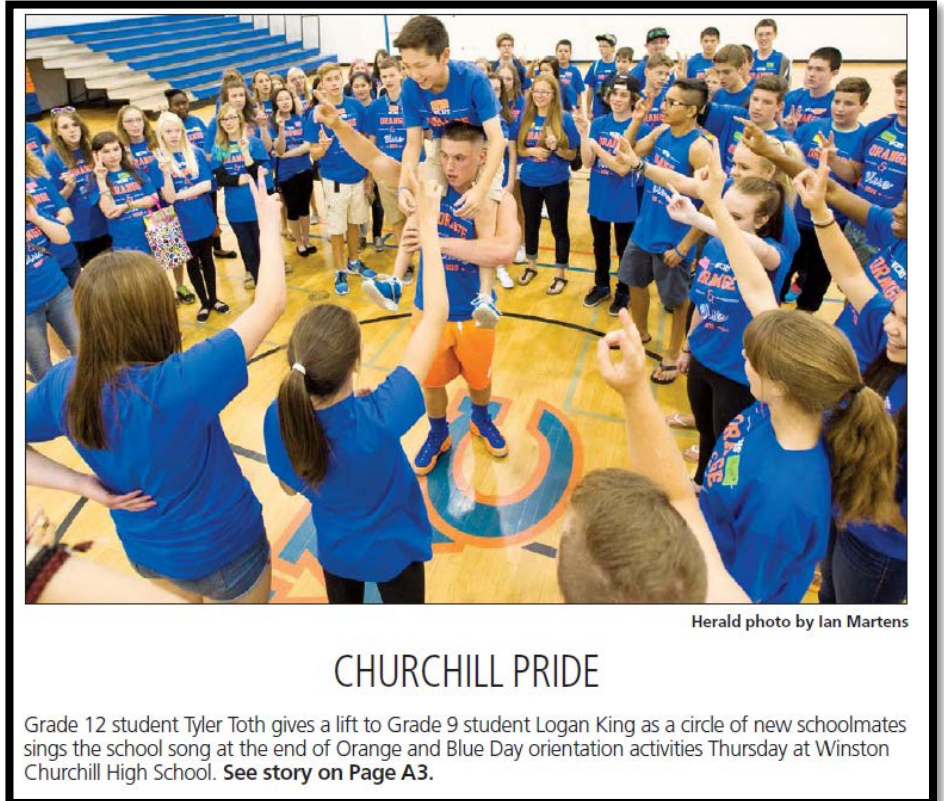 ORANGE
&
Blue
Herald photo by Ian Martens
CHURCHILL PRIDE
Grade 12 student Tyler Toth gives a lift to Grade 9 student Logan King as a circle of new schoolmates
sings the school song at the end of Orange and Blue Day orientation activities Thursday at Winston
Churchill High School. See story on Page A3.